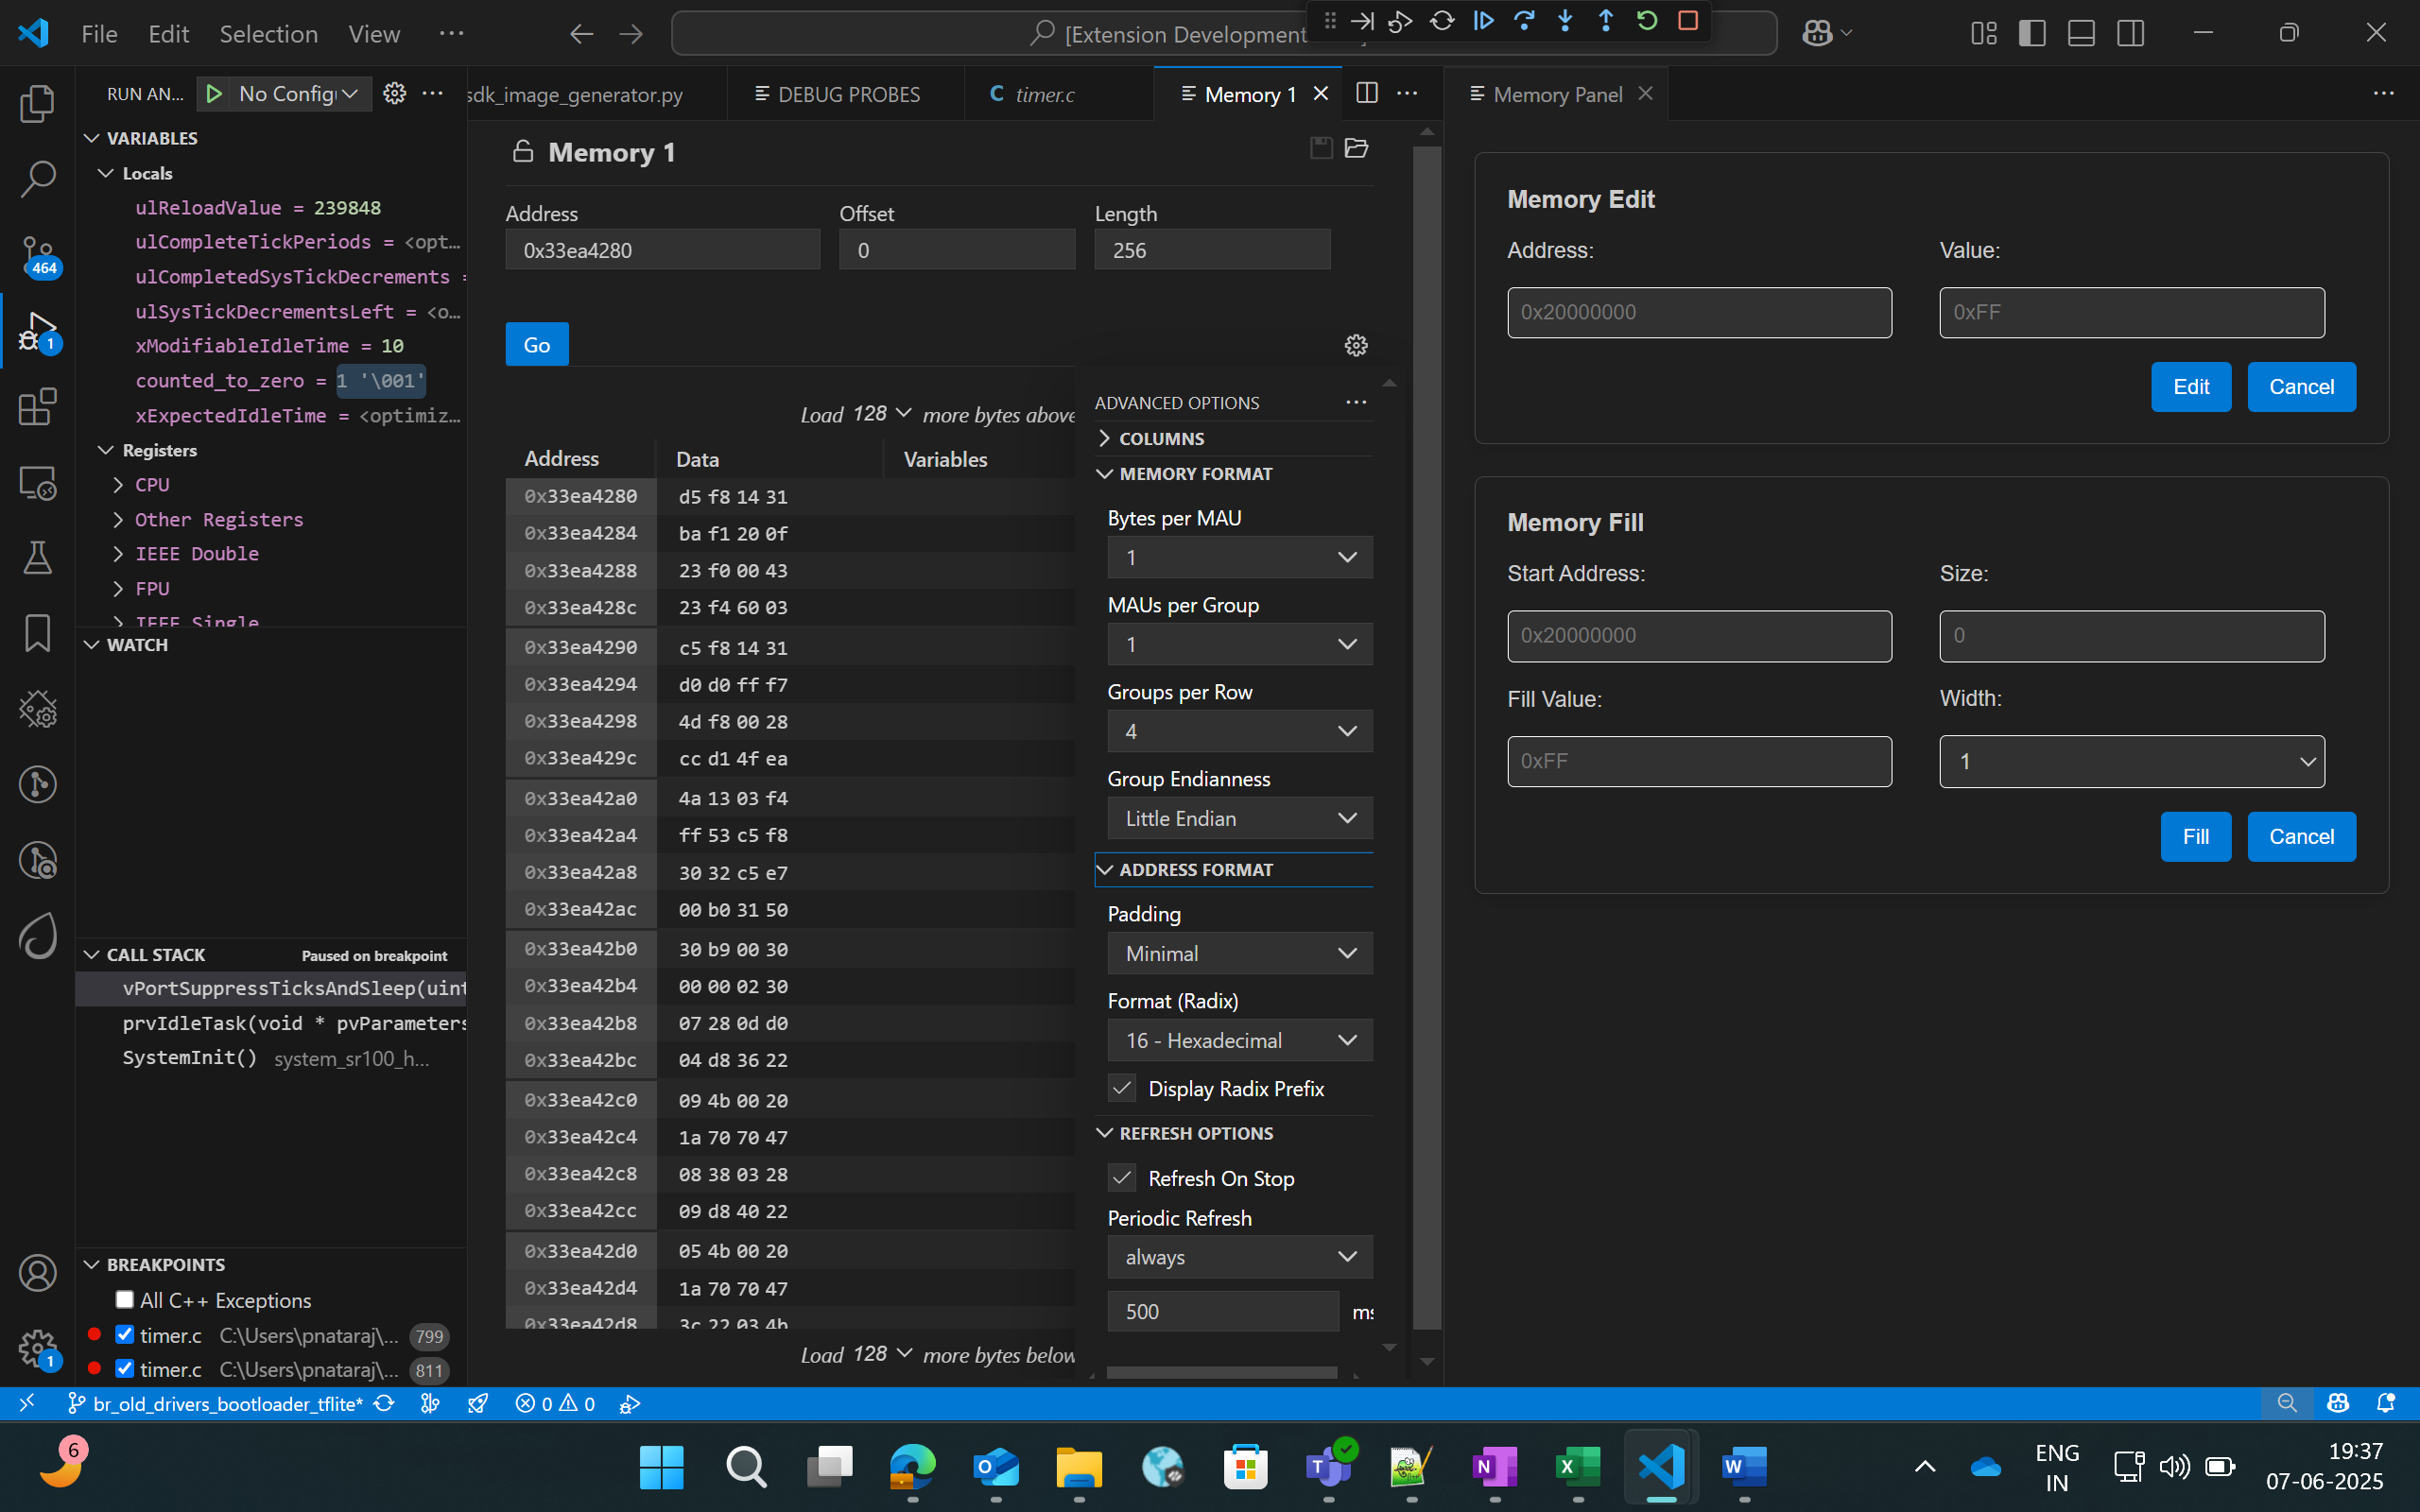 File Edit Selection View ···
[Extension Development
RUN AN... No Config
VARIABLES
Locals
ulReloadValue = 239848
ulCompleteTickPeriods = <opt...
ulCompletedSysTickDecrements =
ulSysTickDecrementsLeft = <o...
xModifiableIdleTime = 10
counted_to_zero = 1 '\001'
xExpectedIdleTime = <optimiz...
Registers
CPU
Other Registers
IEEE Double
FPU
IEEE Single
WATCH
CALL STACK Paused on breakpoint
vPortSuppressTicksAndSleep(uint
prvIdleTask(void * pvParameters
SystemInit() system_sr100_h...
BREAKPOINTS
All C++ Exceptions
timer.c C:\Users\pnataraj\... 799
timer.c C:\Users\pnataraj\... 811
464
1
1
sdk_image_generator.py DEBUG PROBES C timer.c Memory 1
Memory 1
Address Offset Length
0x33ea4280 0 256
Go
Load 128 more bytes above
Address Data Variables
0x33ea4280 d5 f8 14 31
0x33ea4284 ba f1 20 0f
0x33ea4288 23 f0 00 43
0x33ea428c 23 f4 60 03
0x33ea4290 c5 f8 14 31
0x33ea4294 d0 d0 ff f7
0x33ea4298 4d f8 00 28
0x33ea429c cc d1 4f ea
0x33ea42a0 4a 13 03 f4
0x33ea42a4 ff 53 c5 f8
0x33ea42a8 30 32 c5 e7
0x33ea42ac 00 b0 31 50
0x33ea42b0 30 b9 00 30
0x33ea42b4 00 00 02 30
0x33ea42b8 07 28 0d d0
0x33ea42bc 04 d8 36 22
0x33ea42c0 09 4b 00 20
0x33ea42c4 1a 70 70 47
0x33ea42c8 08 38 03 28
0x33ea42cc 09 d8 40 22
0x33ea42d0 05 4b 00 20
0x33ea42d4 1a 70 70 47
0x33ea42d8 3c 22 03 4b
Load 128 more bytes below
ADVANCED OPTIONS
COLUMNS
MEMORY FORMAT
Bytes per MAU
1
MAUs per Group
1
Groups per Row
4
Group Endianness
Little Endian
ADDRESS FORMAT
Padding
Minimal
Format (Radix)
16 - Hexadecimal
Display Radix Prefix
REFRESH OPTIONS
Refresh On Stop
Periodic Refresh
always
500 ms
Memory Panel
Memory Edit
Address: Value:
0x20000000 0xFF
Edit Cancel
Memory Fill
Start Address: Size:
0x20000000 0
Fill Value: Width:
0xFF 1
Fill Cancel
br_old_drivers_bootloader_tflite* 0 0
6
ENG
IN
19:37
07-06-2025